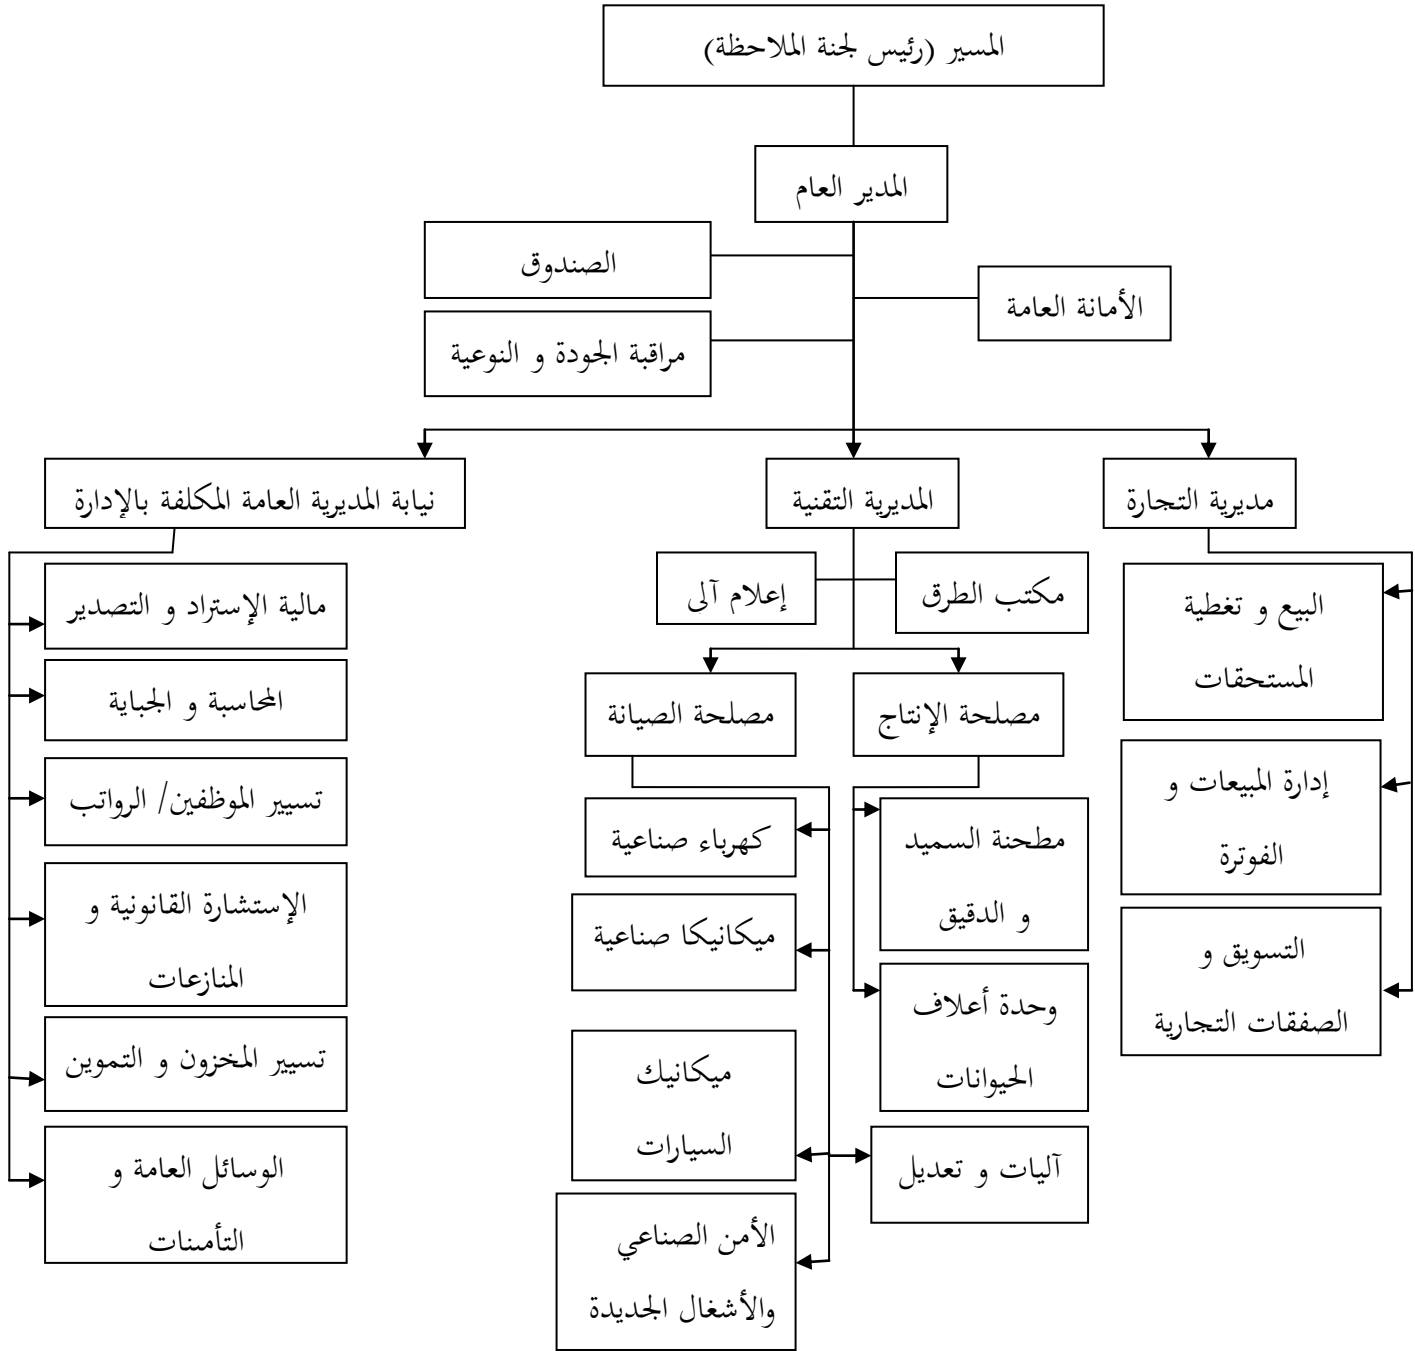 المسير (رئيس لجنة الملاحظة)
المدير العام
الصندوق
الأمانة العامة
مراقبة الجودة و النوعية
مديرية التجارة
المديرية التقنية
نيابة المديرية العامة المكلفة بالإدارة
البيع و تغطية
المستحقات
إدارة المبيعات و
الفوترة
التسويق و
الصفقات التجارية
مكتب الطرق
إعلام آلى
مصلحة الإنتاج
مصلحة الصيانة
مطحنة السميد
و الدقيق
وحدة أعلاف
الحيوانات
آليات و تعديل
كهرباء صناعية
ميكانيكا صناعية
ميكانيك
السيارات
الأمن الصناعي
والأشغال الجديدة
مالية الإستراد و التصدير
المحاسبة و الجباية
تسيير الموظفين/ الرواتب
الإستشارة القانونية و
المنازعات
تسيير المخزون و التموين
الوسائل العامة و
التأمينات